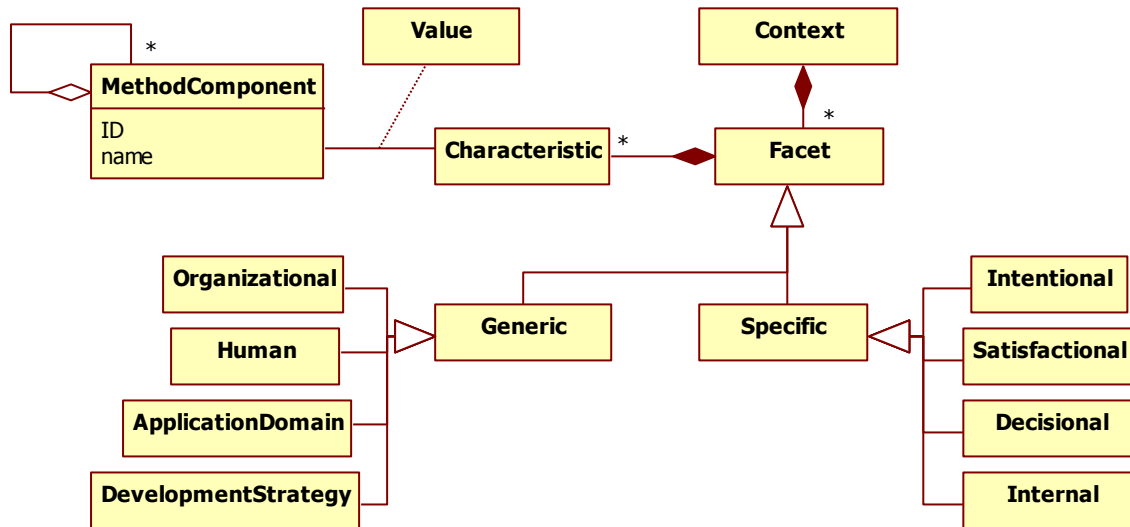 Value
Context
*
MethodComponent
ID
name
*
Characteristic
*
Facet
Organizational
Intentional
Generic
Specific
Human
Satisfactional
ApplicationDomain
Decisional
DevelopmentStrategy
Internal